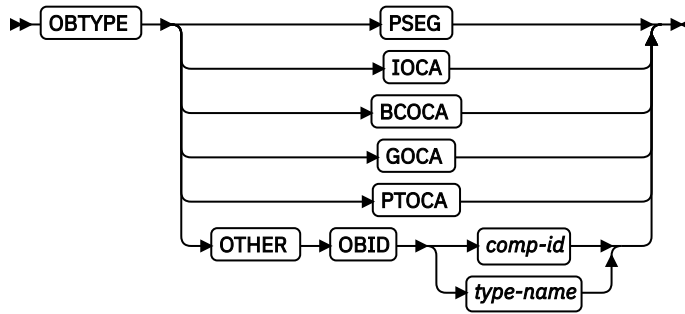 OBTYPE PSEG
IOCA
BCOCA
GOCA
PTOCA
OTHER OBID comp-id
type-name